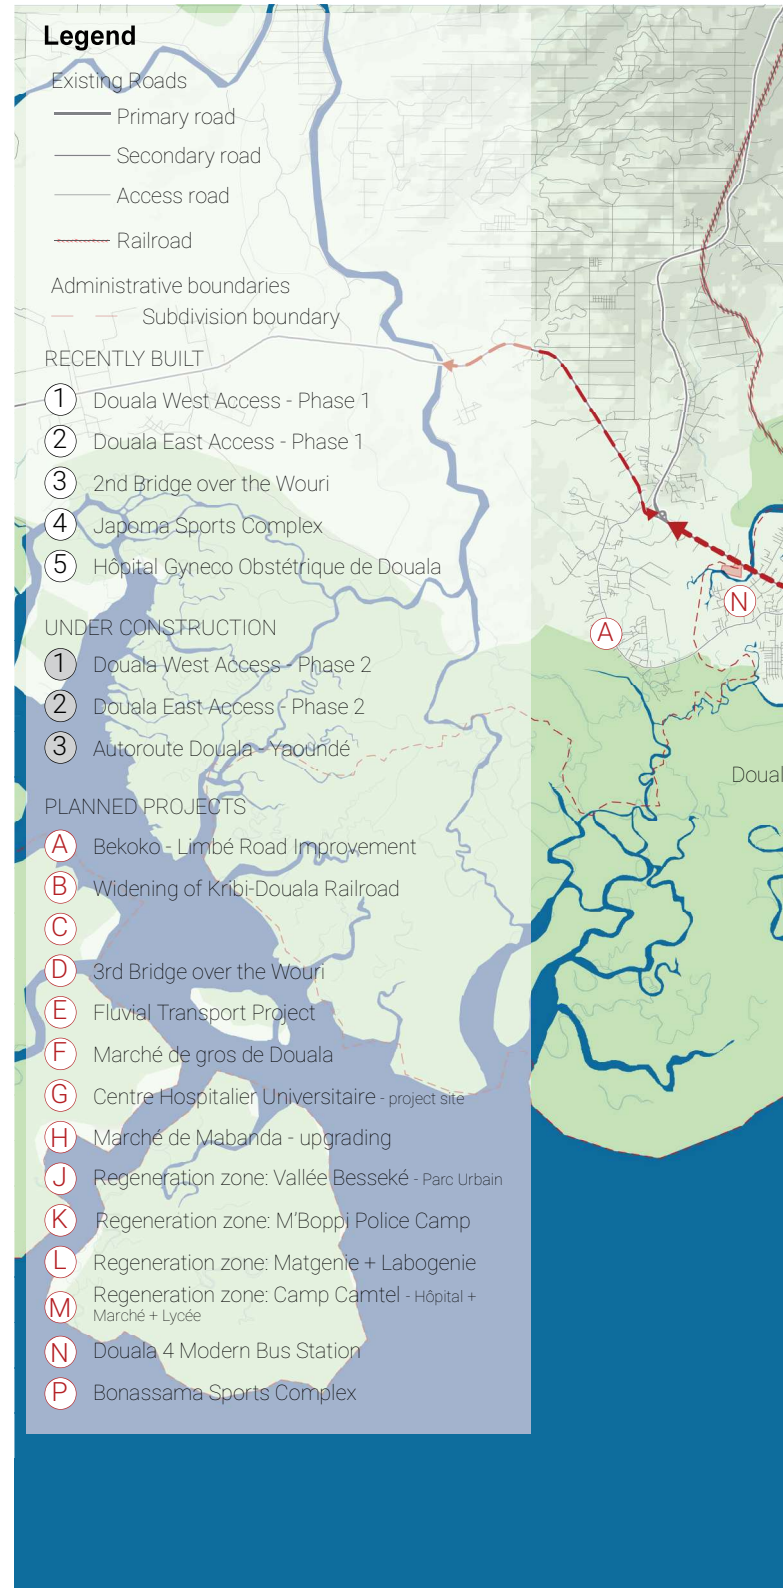 Legend
Existing Roads
Primary road
Secondary road
Access road
Railroad
Administrative boundaries
Subdivision boundary
RECENTLY BUILT
1 Douala West Access - Phase 1
2 Douala East Access - Phase 1
3 2nd Bridge over the Wouri
4 Japoma Sports Complex
5 Hôpital Gyneco Obstétrique de Douala
UNDER CONSTRUCTION
1 Douala West Access - Phase 2
2 Douala East Access - Phase 2
3 Autoroute Douala - Yaoundé
PLANNED PROJECTS
A Bekoko - Limbé Road Improvement
B Widening of Kribi-Douala Railroad
C
D 3rd Bridge over the Wouri
E Fluvial Transport Project
F Marché de gros de Douala
G Centre Hospitalier Universitaire - project site
H Marché de Mabanda - upgrading
J Regeneration zone: Vallée Besseké - Parc Urbain
K Regeneration zone: M'Boppi Police Camp
L Regeneration zone: Matgenie + Labogenie
M Regeneration zone: Camp Camtel - Hôpital +
Marché + Lycée
N Douala 4 Modern Bus Station
P Bonassama Sports Complex
N
A
Doual